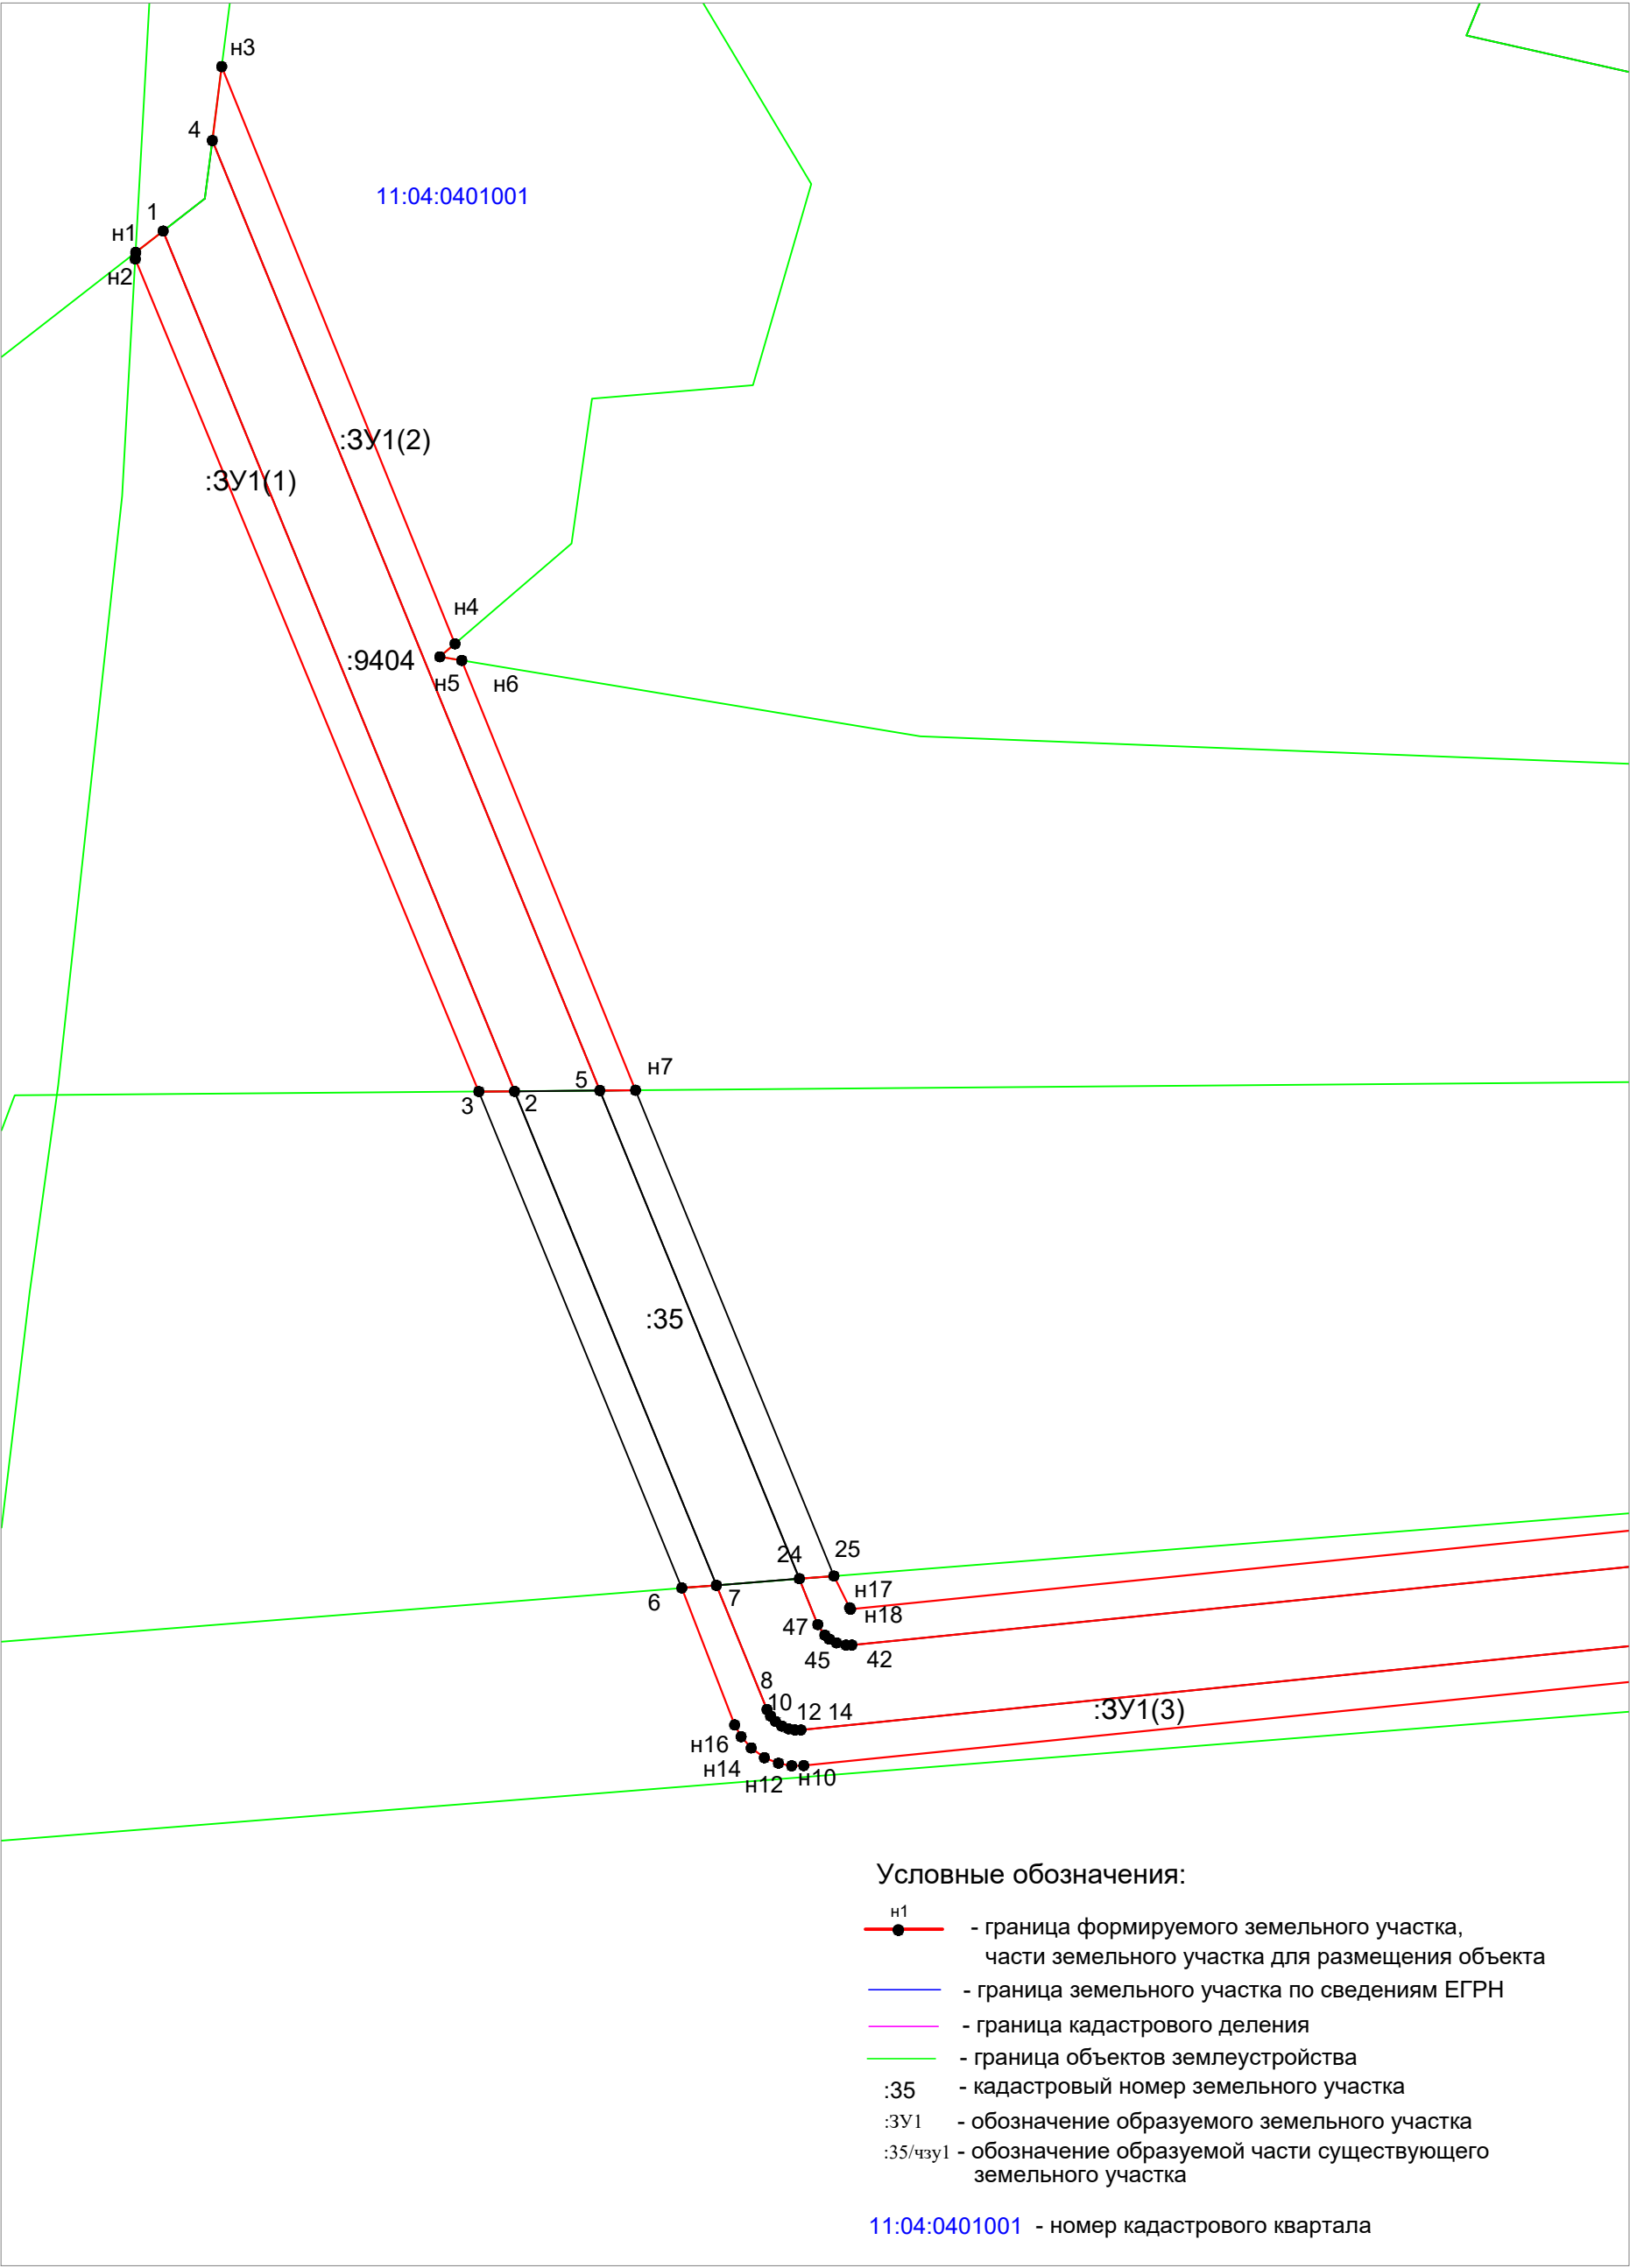 н3
4
11:04:0401001
1
н1
н2
:ЗУ1(2)
:ЗУ1(1)
н4
:9404
н5
н6
н7
5
3
2
:35
24
25
6
7
н17
н18
47
45
42
8
10
12 14
:ЗУ1(3)
н16
н14
н12
н10
Условные обозначения:
н1
- граница формируемого земельного участка,
части земельного участка для размещения объекта
- граница земельного участка по сведениям ЕГРН
- граница кадастрового деления
- граница объектов землеустройства
:35 - кадастровый номер земельного участка
:ЗУ1 - обозначение образуемого земельного участка
:35/чзу1 - обозначение образуемой части существующего
земельного участка
11:04:0401001 - номер кадастрового квартала